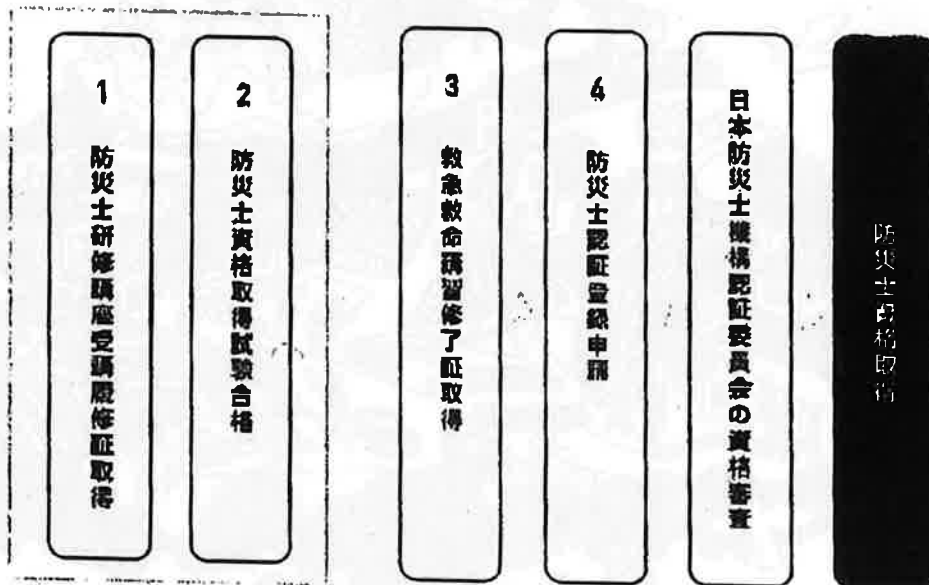 1 防災士研修講座受講履修証取得
2 防災士資格取得試験合格
3 救急救命講習修了証取得
4 防災士認証登録申請
日本防災士機構認証委員会の資格審査
防災士資格取得